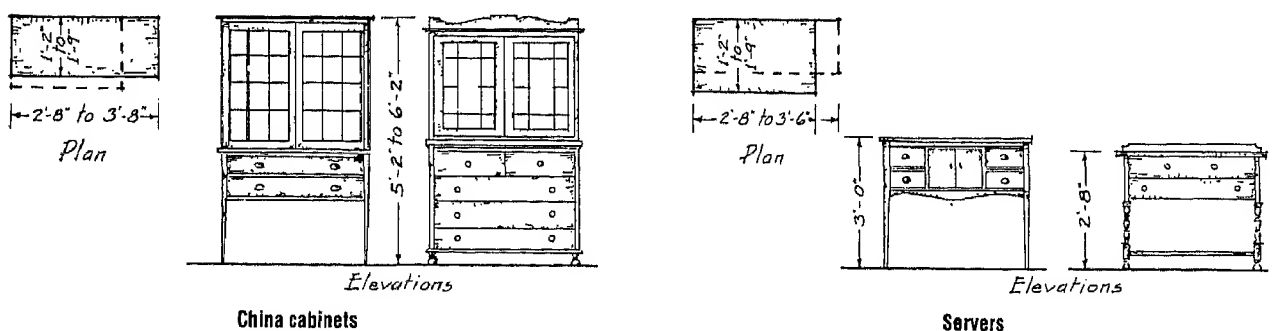 1'-2"
to
1'-9"
2'-8" to 3'-8"
Plan
5'-2" to 6'-2"
Elevations
China cabinets
1'-2"
to
1'-9"
2'-8" to 3'-6"
Plan
3'-0"
2'-8"
Elevations
Servers